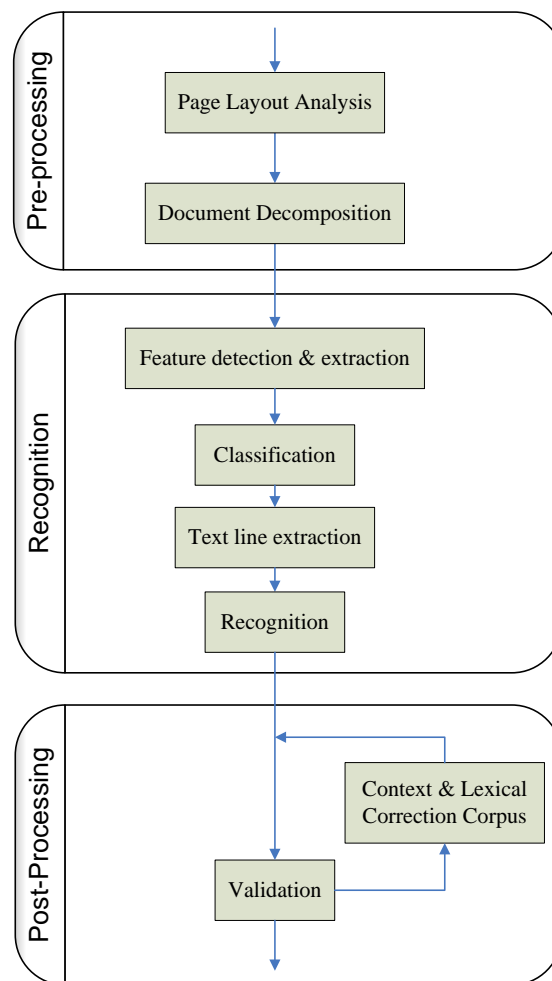 Pre-processing
Page Layout Analysis
Document Decomposition
Recognition
Feature detection & extraction
Classification
Text line extraction
Recognition
Post-Processing
Context & Lexical
Correction Corpus
Validation